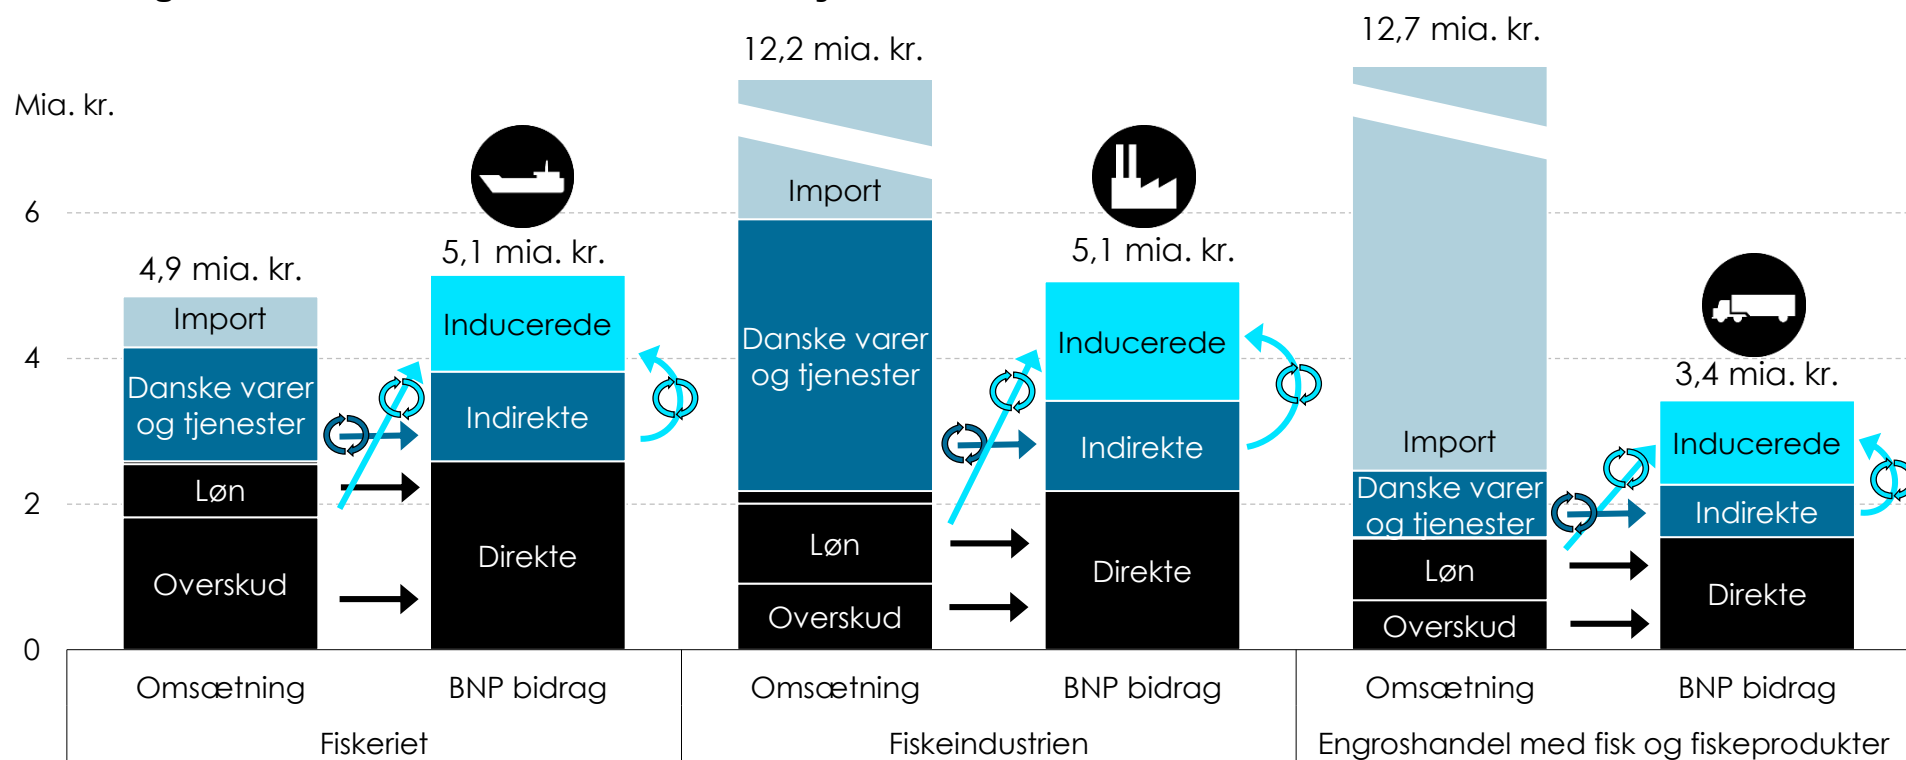 12,7 mia. kr.
12,2 mia. kr.
Mia. kr.
Import
6
5,1 mia. kr.
5,1 mia. kr.
4,9 mia. kr.
Import
Inducerede
Danske varer
og tjenester
Inducerede
4
3,4 mia. kr.
Danske varer
og tjenester
Indirekte
Indirekte
Import
Inducerede
Løn
2
Danske varer
og tjenester
Indirekte
Løn
Direkte
Direkte
Løn
Direkte
Overskud
Overskud
Overskud
0
Omsætning
BNP bidrag
Omsætning
BNP bidrag
Omsætning
BNP bidrag
Fiskeriet
Fiskeindustrien
Engroshandel med fisk og fiskeprodukter